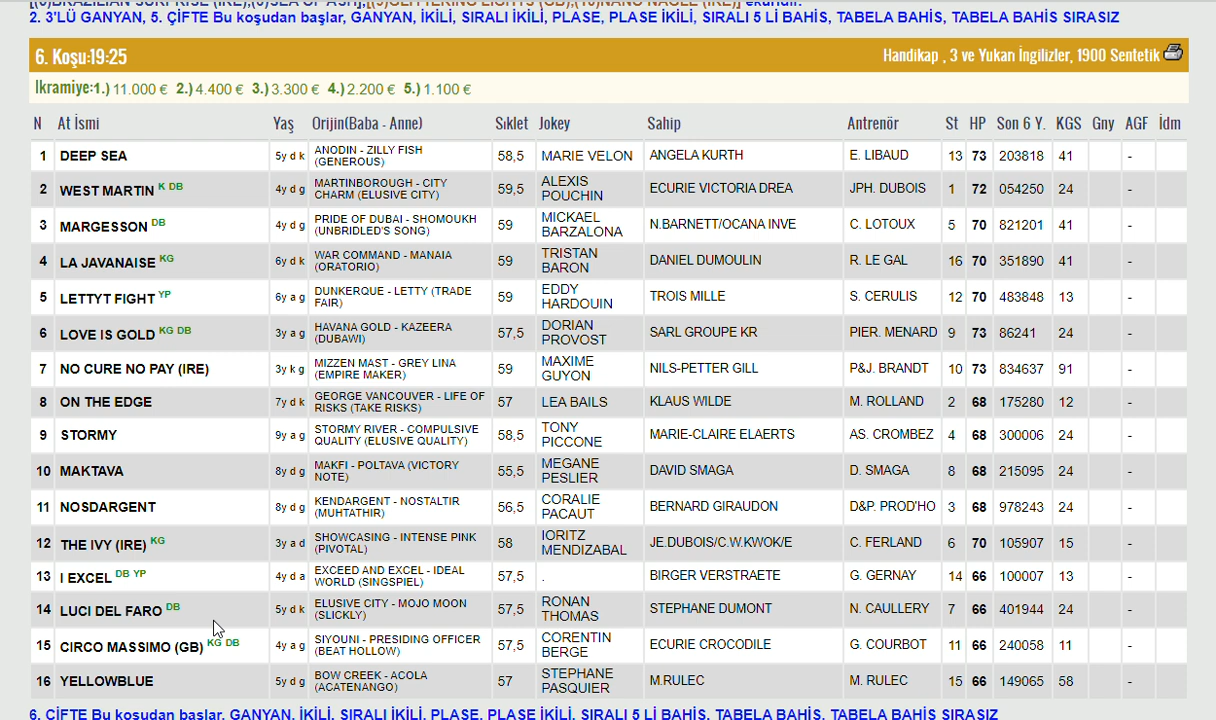 2. 3'LÜ GANYAN, 5. ÇİFTE Bu koşudan başlar, GANYAN, İKİLİ, SIRALI İKİLİ, PLASE, PLASE İKİLİ, SIRALI 5 Lİ BAHİS, TABELA BAHİS, TABELA BAHİS SIRASIZ
6. Koşu:19:25 Handikap , 3 ve Yukarı İngilizler, 1900 Sentetik
İkramiye:1.) 11.000 € 2.) 4.400 € 3.) 3.300 € 4.) 2.200 € 5.) 1.100 €
N At İsmi Yaş Orijin(Baba - Anne) Sıklet Jokey Sahip Antrenör St HP Son 6 Y. KGS Gny AGF İdm
1 DEEP SEA 5y d k ANODIN - ZILLY FISH (GENEROUS) 58,5 MARIE VELON ANGELA KURTH E. LIBAUD 13 73 203818 41 -
2 WEST MARTIN K DB 4y d g MARTINBOROUGH - CITY CHARM (ELUSIVE CITY) 59,5 ALEXIS POUCHIN ECURIE VICTORIA DREA JPH. DUBOIS 1 72 054250 24 -
3 MARGESSON DB 4y d g PRIDE OF DUBAI - SHOMOUKH (UNBRIDLED'S SONG) 59 MICKAEL BARZALONA N.BARNETT/OCANA INVE C. LOTOUX 5 70 821201 41 -
4 LA JAVANAISE KG 6y d k WAR COMMAND - MANAIA (ORATORIO) 59 TRISTAN BARON DANIEL DUMOULIN R. LE GAL 16 70 351890 41 -
5 LETTYT FIGHT YP 6y a g DUNKERQUE - LETTY (TRADE FAIR) 59 EDDY HARDOUIN TROIS MILLE S. CERULIS 12 70 483848 13 -
6 LOVE IS GOLD KG DB 3y a g HAVANA GOLD - KAZEERA (DUBAWI) 57,5 DORIAN PROVOST SARL GROUPE KR PIER. MENARD 9 73 86241 24 -
7 NO CURE NO PAY (IRE) 3y k g MIZZEN MAST - GREY LINA (EMPIRE MAKER) 59 MAXIME GUYON NILS-PETTER GILL P&J. BRANDT 10 73 834637 91 -
8 ON THE EDGE 7y d k GEORGE VANCOUVER - LIFE OF RISKS (TAKE RISKS) 57 LEA BAILS KLAUS WILDE M. ROLLAND 2 68 175280 12 -
9 STORMY 9y a g STORMY RIVER - COMPULSIVE QUALITY (ELUSIVE QUALITY) 58,5 TONY PICCONE MARIE-CLAIRE ELAERTS AS. CROMBEZ 4 68 300006 24 -
10 MAKTAVA 8y d g MAKFI - POLTAVA (VICTORY NOTE) 55,5 MEGANE PESLIER DAVID SMAGA D. SMAGA 8 68 215095 24 -
11 NOSDARGENT 8y d g KENDARGENT - NOSTALTIR (MUHTATHIR) 56,5 CORALIE PACAUT BERNARD GIRAUDON D&P. PROD'HO 3 68 978243 24 -
12 THE IVY (IRE) KG 3y a d SHOWCASING - INTENSE PINK (PIVOTAL) 58 IORITZ MENDIZABAL JE.DUBOIS/C.W.KWOK/E C. FERLAND 6 70 105907 15 -
13 I EXCEL DB YP 4y d a EXCEED AND EXCEL - IDEAL WORLD (SINGSPIEL) 57,5 . BIRGER VERSTRAETE G. GERNAY 14 66 100007 13 -
14 LUCI DEL FARO DB 5y d k ELUSIVE CITY - MOJO MOON (SLICKLY) 57,5 RONAN THOMAS STEPHANE DUMONT N. CAULLERY 7 66 401944 24 -
15 CIRCO MASSIMO (GB) KG DB 4y a g SIYOUNI - PRESIDING OFFICER (BEAT HOLLOW) 57,5 CORENTIN BERGE ECURIE CROCODILE G. COURBOT 11 66 240058 11 -
16 YELLOWBLUE 5y d g BOW CREEK - ACOLA (ACATENANGO) 57 STEPHANE PASQUIER M.RULEC M. RULEC 15 66 149065 58 -
6. ÇİFTE Bu koşudan başlar, GANYAN, İKİLİ, SIRALI İKİLİ, PLASE, PLASE İKİLİ, SIRALI 5 Lİ BAHİS, TABELA BAHİS, TABELA BAHİS SIRASIZ